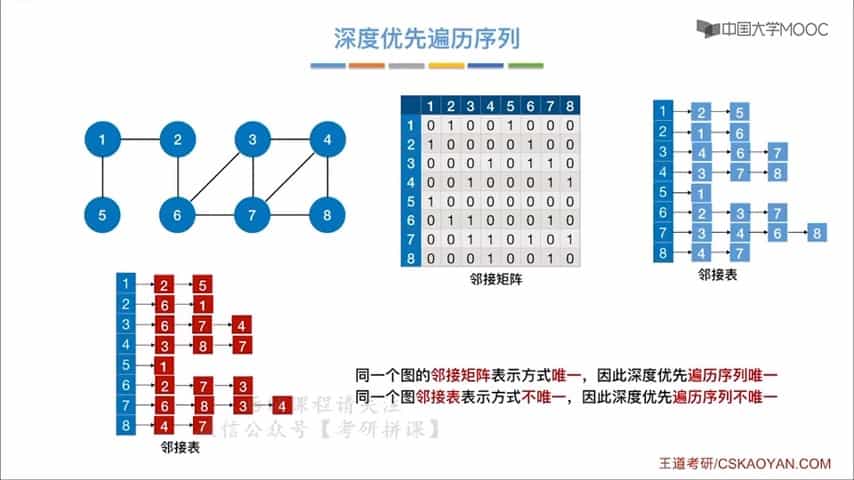 中国大学MOOC
深度优先遍历序列
1 2 3 4
5 6 7 8
1 2 3 4 5 6 7 8
1 0 1 0 0 1 0 0 0
2 1 0 0 0 0 1 0 0
3 0 0 0 1 0 1 1 0
4 0 0 1 0 0 0 1 1
5 1 0 0 0 0 0 0 0
6 0 1 1 0 0 0 1 0
7 0 0 1 1 0 1 0 1
8 0 0 0 1 0 0 1 0
邻接矩阵
1 2 5
2 1 6
3 4 6 7
4 3 7 8
5 1
6 2 3 7
7 3 4 6 8
8 4 7
邻接表
1 2 5
2 6 1
3 6 7 4
4 3 8 7
5 1
6 2 7 3
7 6 8 3 4
8 4 7
邻接表
同一个图的邻接矩阵表示方式唯一，因此深度优先遍历序列唯一
同一个图邻接表表示方式不唯一，因此深度优先遍历序列不唯一
课程请关注
信公众号【考研拼课】
王道考研/CSKAOYAN.COM